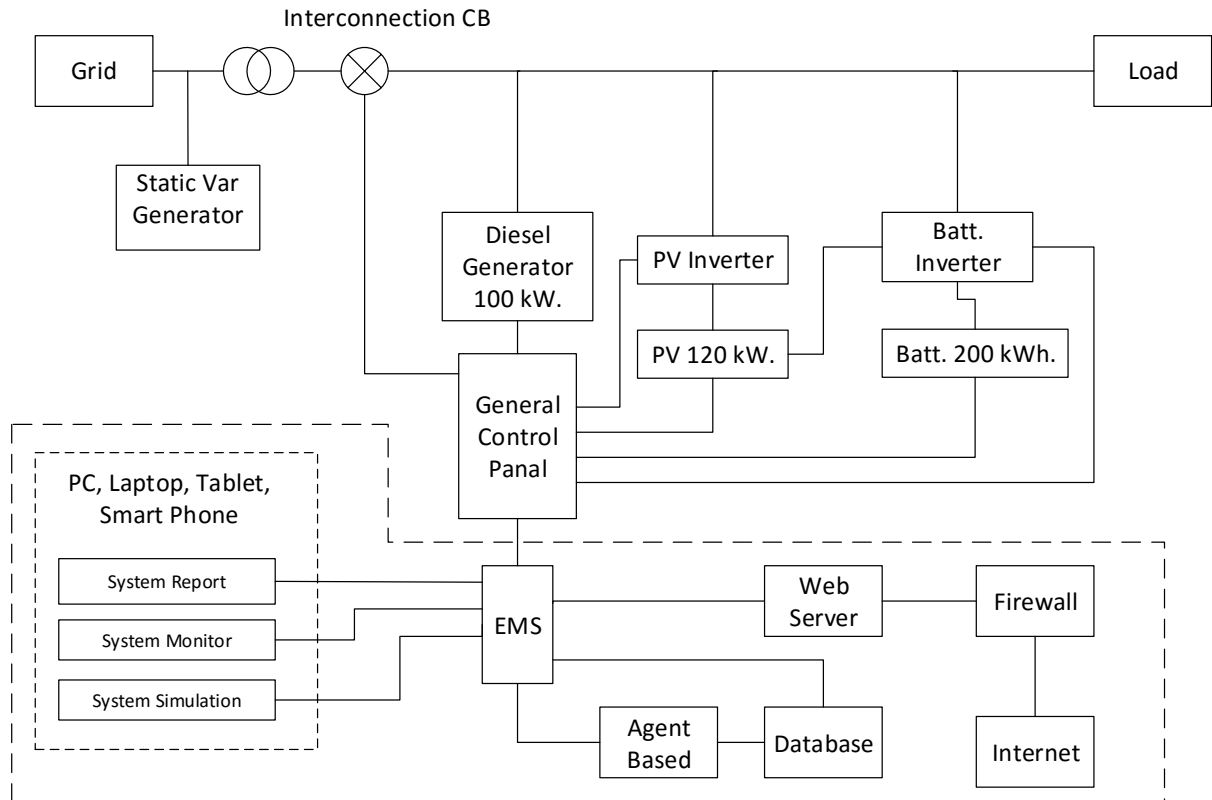 Interconnection CB
Grid
Load
Static Var
Generator
Diesel
Generator
100 kW.
PV Inverter
Batt.
Inverter
PV 120 kW.
Batt. 200 kWh.
General
Control
Panal
PC, Laptop, Tablet,
Smart Phone
System Report
System Monitor
System Simulation
EMS
Web
Server
Firewall
Agent
Based
Database
Internet